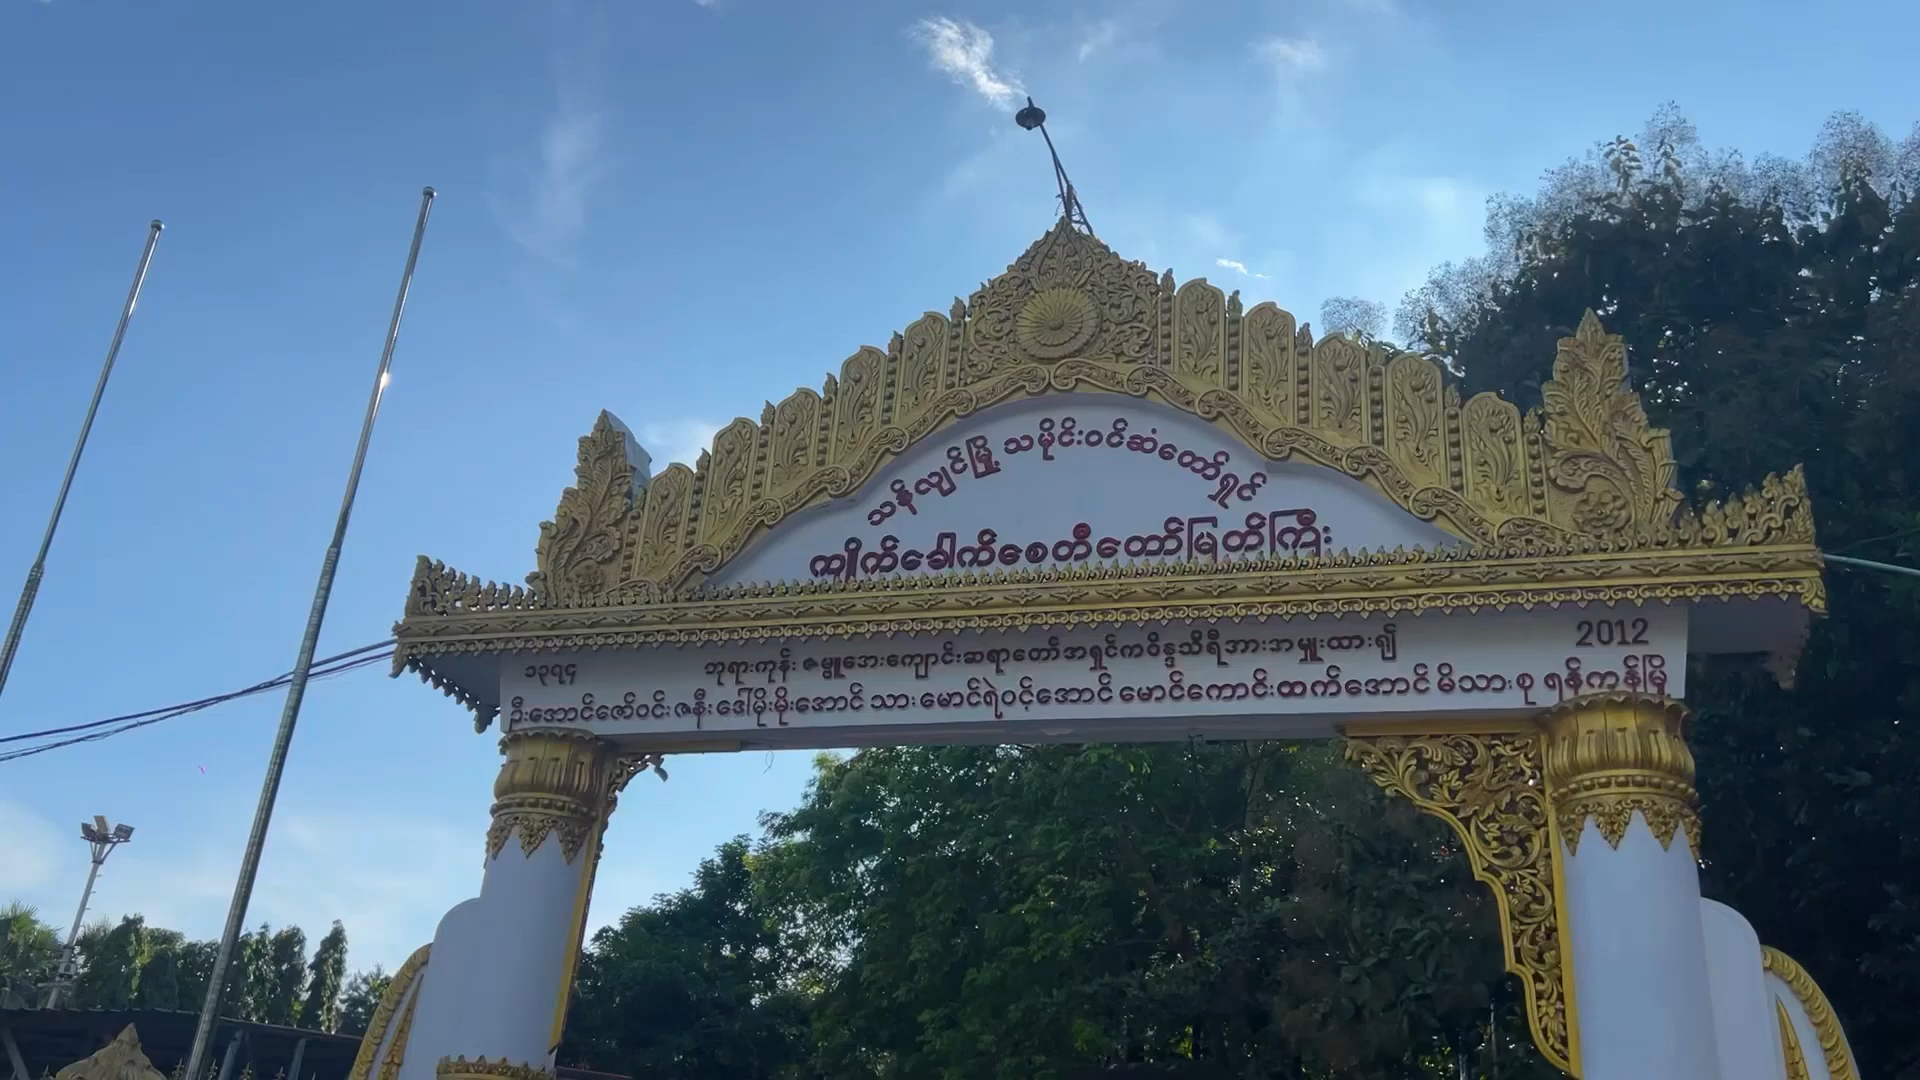 သန်လျင်မြို့ သမိုင်းဝင်ဆံတော်ရှင်
ကျိုက်ခေါက်စေတီတော်မြတ်ကြီး
၁၃၇၄ ဘုရားကုန်း ဇမ္ဗူအေးကျောင်းဆရာတော်အရှင်ကဝိန္ဒသိရီအားအမှူးထား၍ 2012
ဦးအောင်ဇော်ဝင်း ဇနီး ဒေါ်မိုးမိုးအောင် သား မောင်ရဲဝင့်အောင် မောင်ကောင်းထက်အောင် မိသားစု ရန်ကုန်မြို့